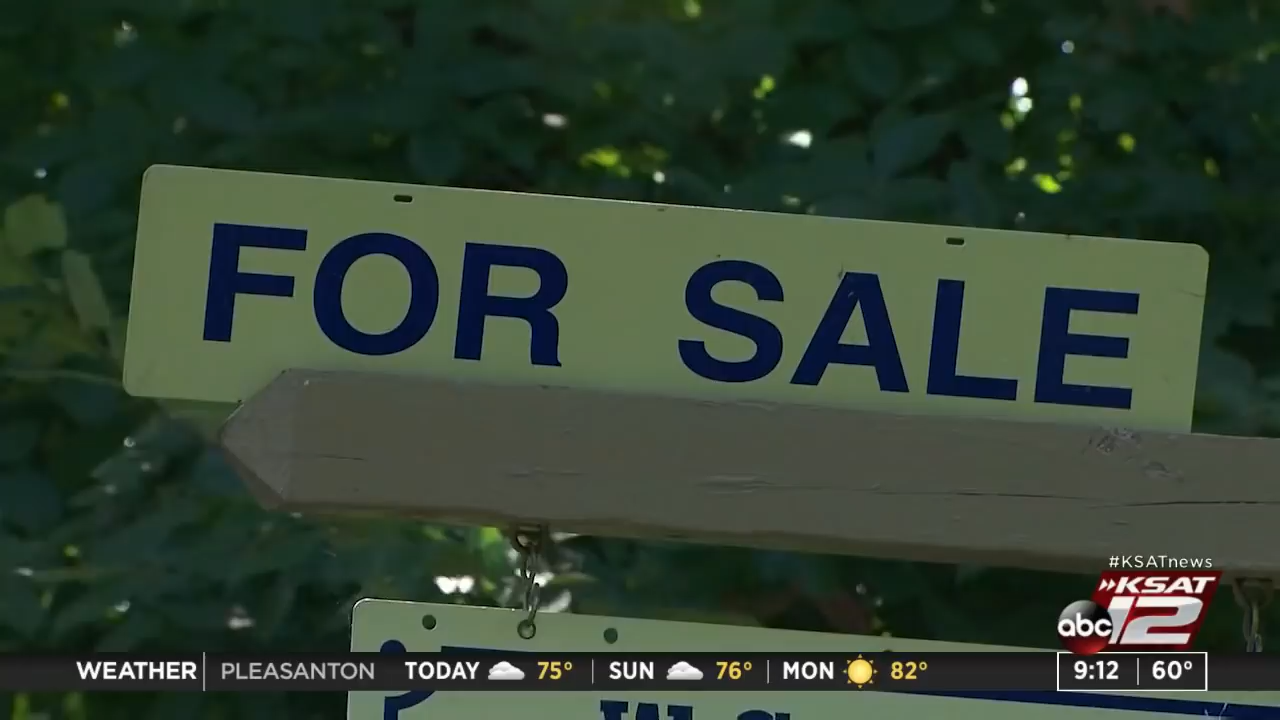 FOR SALE
#KSATnews
KSAT
abc 12
WEATHER PLEASANTON TODAY 75° SUN 76° MON 82° 9:12 60°